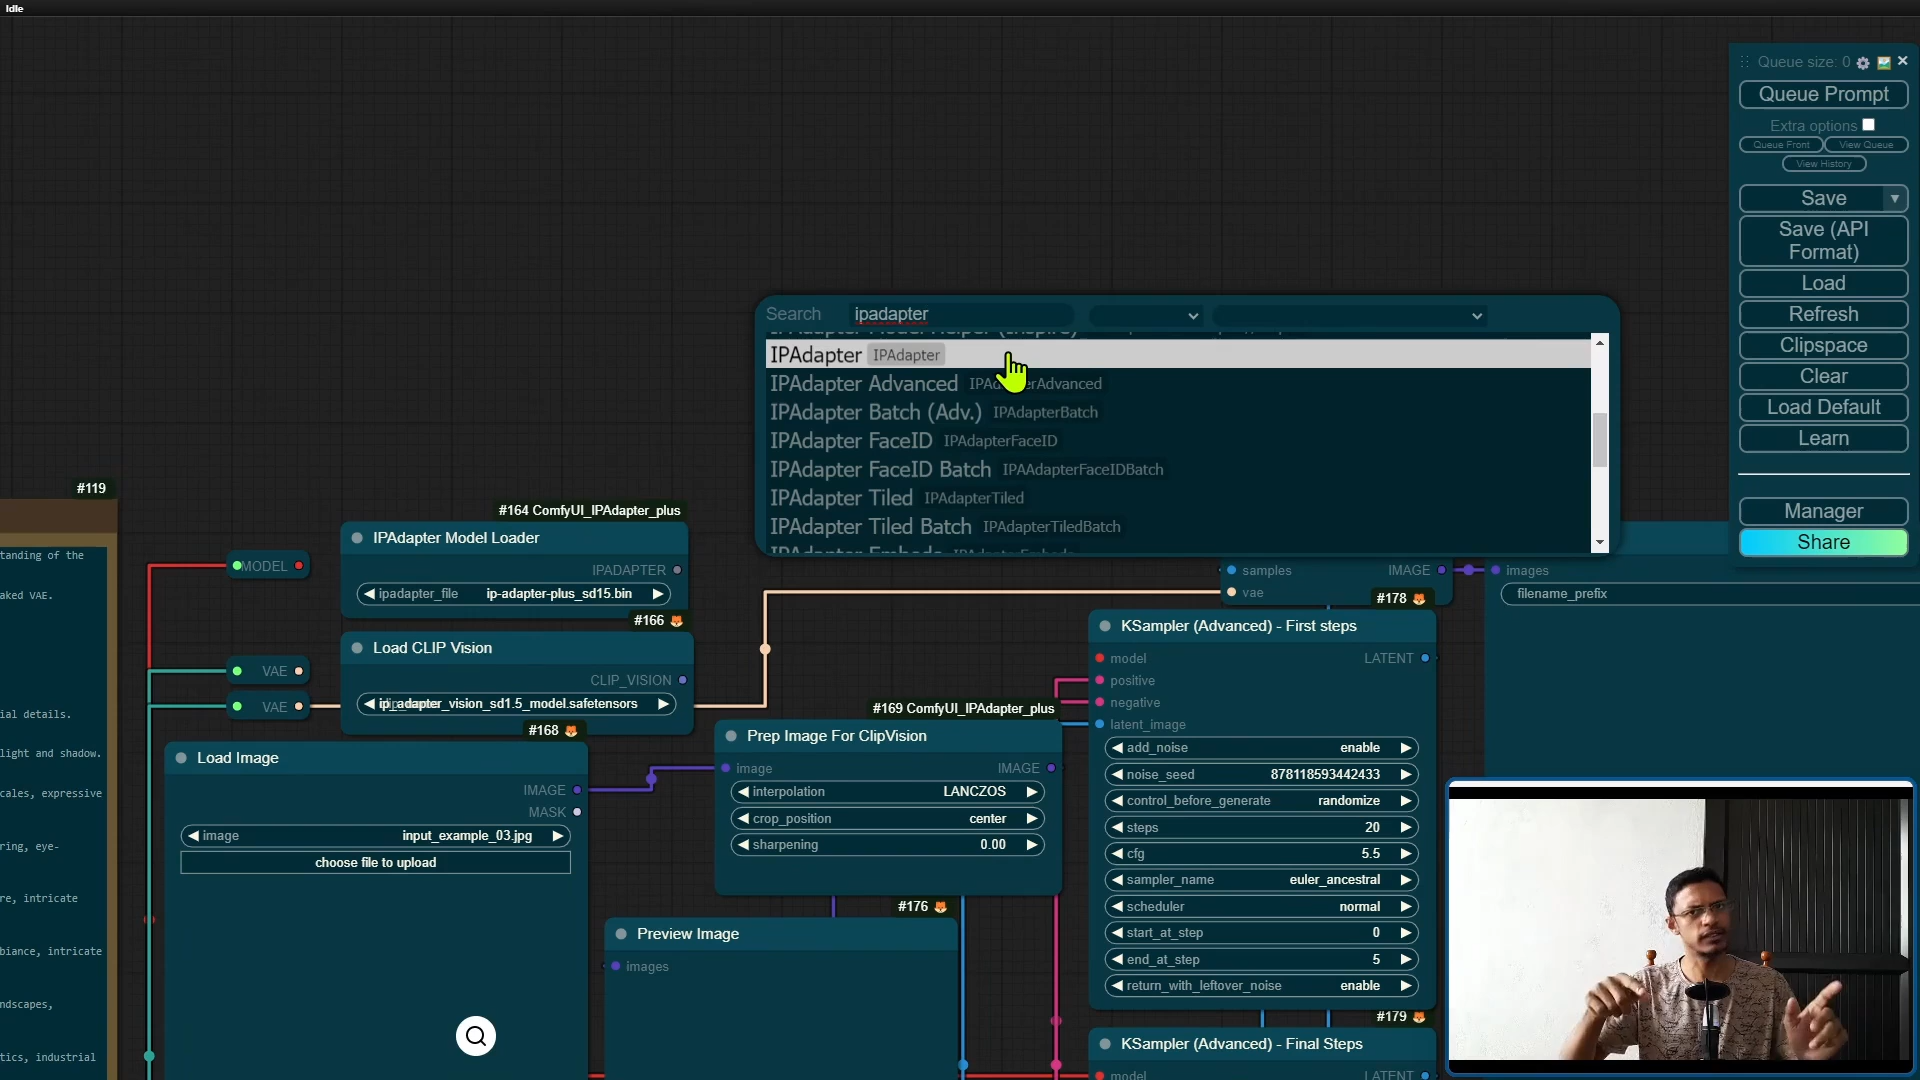 Idle
Queue size: 0
Queue Prompt
Extra options
Queue Front
View Queue
View History
Save
Save (API
Format)
Load
Refresh
Clipspace
Clear
Load Default
Learn
Manager
Share
Search ipadapter
IPAdapter Model Helper (Inspire)
IPAdapter IPAdapter
IPAdapter Advanced
IPAdapter Batch (Adv.) IPAdapterBatch
IPAdapter FaceID IPAdapterFaceID
IPAdapter FaceID Batch IPAAdapterFaceIDBatch
IPAdapter Tiled IPAdapterTiled
IPAdapter Tiled Batch IPAdapterTiledBatch
IPAdapter Embeds IPAdapterEmbeds
#119
tanding of the
aked VAE.
ial details.
light and shadow.
cales, expressive
ring, eye-
re, intricate
biance, intricate
ndscapes,
tics, industrial
MODEL
VAE
VAE
#164 ComfyUI_IPAdapter_plus
IPAdapter Model Loader
IPADAPTER
ipadapter_file ip-adapter-plus_sd15.bin
#166
Load CLIP Vision
CLIP_VISION
ip_adapter_vision_sd1.5_model.safetensors
#168
Load Image
IMAGE
MASK
image input_example_03.jpg
choose file to upload
#169 ComfyUI_IPAdapter_plus
Prep Image For ClipVision
image IMAGE
interpolation LANCZOS
crop_position center
sharpening 0.00
#176
Preview Image
images
samples IMAGE
vae
images
filename_prefix
#178
KSampler (Advanced) - First steps
model LATENT
positive
negative
latent_image
add_noise enable
noise_seed 878118593442433
control_before_generate randomize
steps 20
cfg 5.5
sampler_name euler_ancestral
scheduler normal
start_at_step 0
end_at_step 5
return_with_leftover_noise enable
#179
KSampler (Advanced) - Final Steps
model LATENT